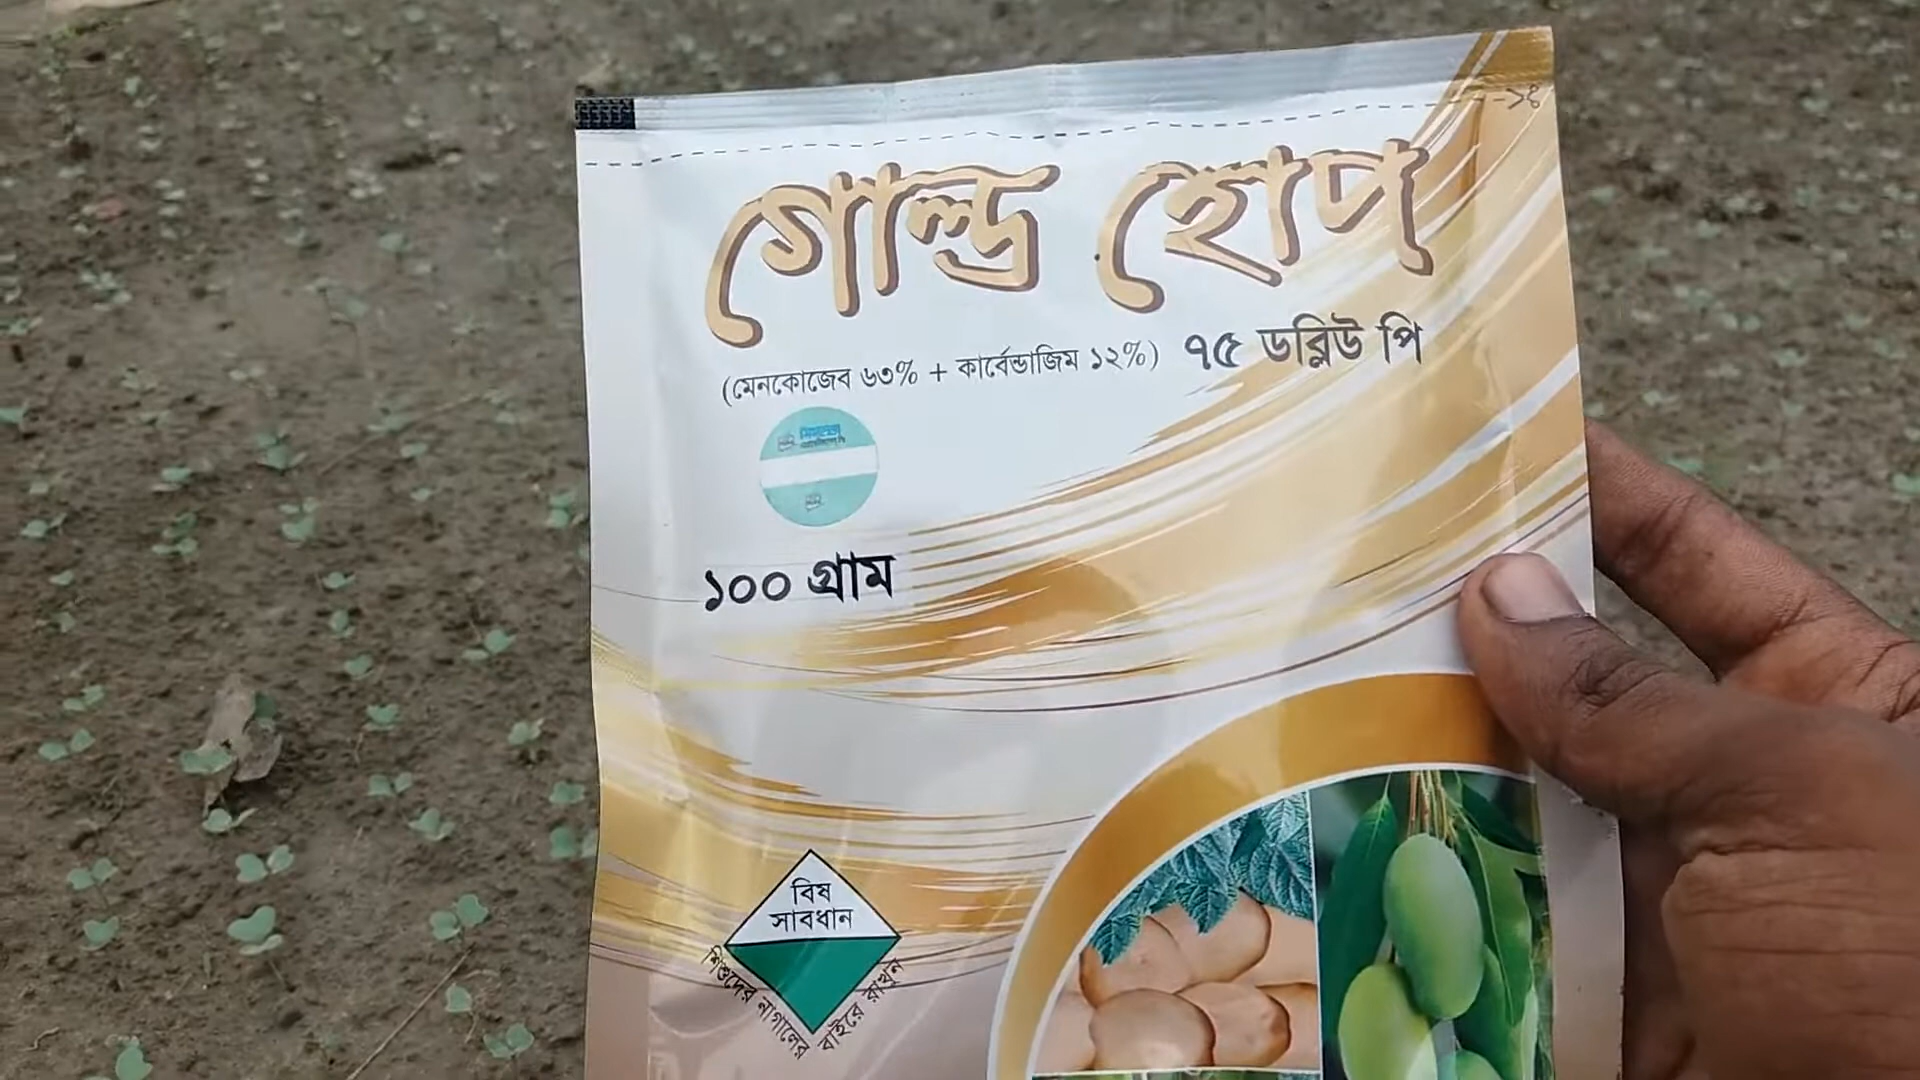 গোল্ড হোপ
(মেনকোজেব ৬৩% + কার্বেন্ডাজিম ১২%) ৭৫ ডব্লিউ পি
১০০ গ্রাম
বিষ
সাবধান
শিশুদের নাগালের বাইরে রাখুন